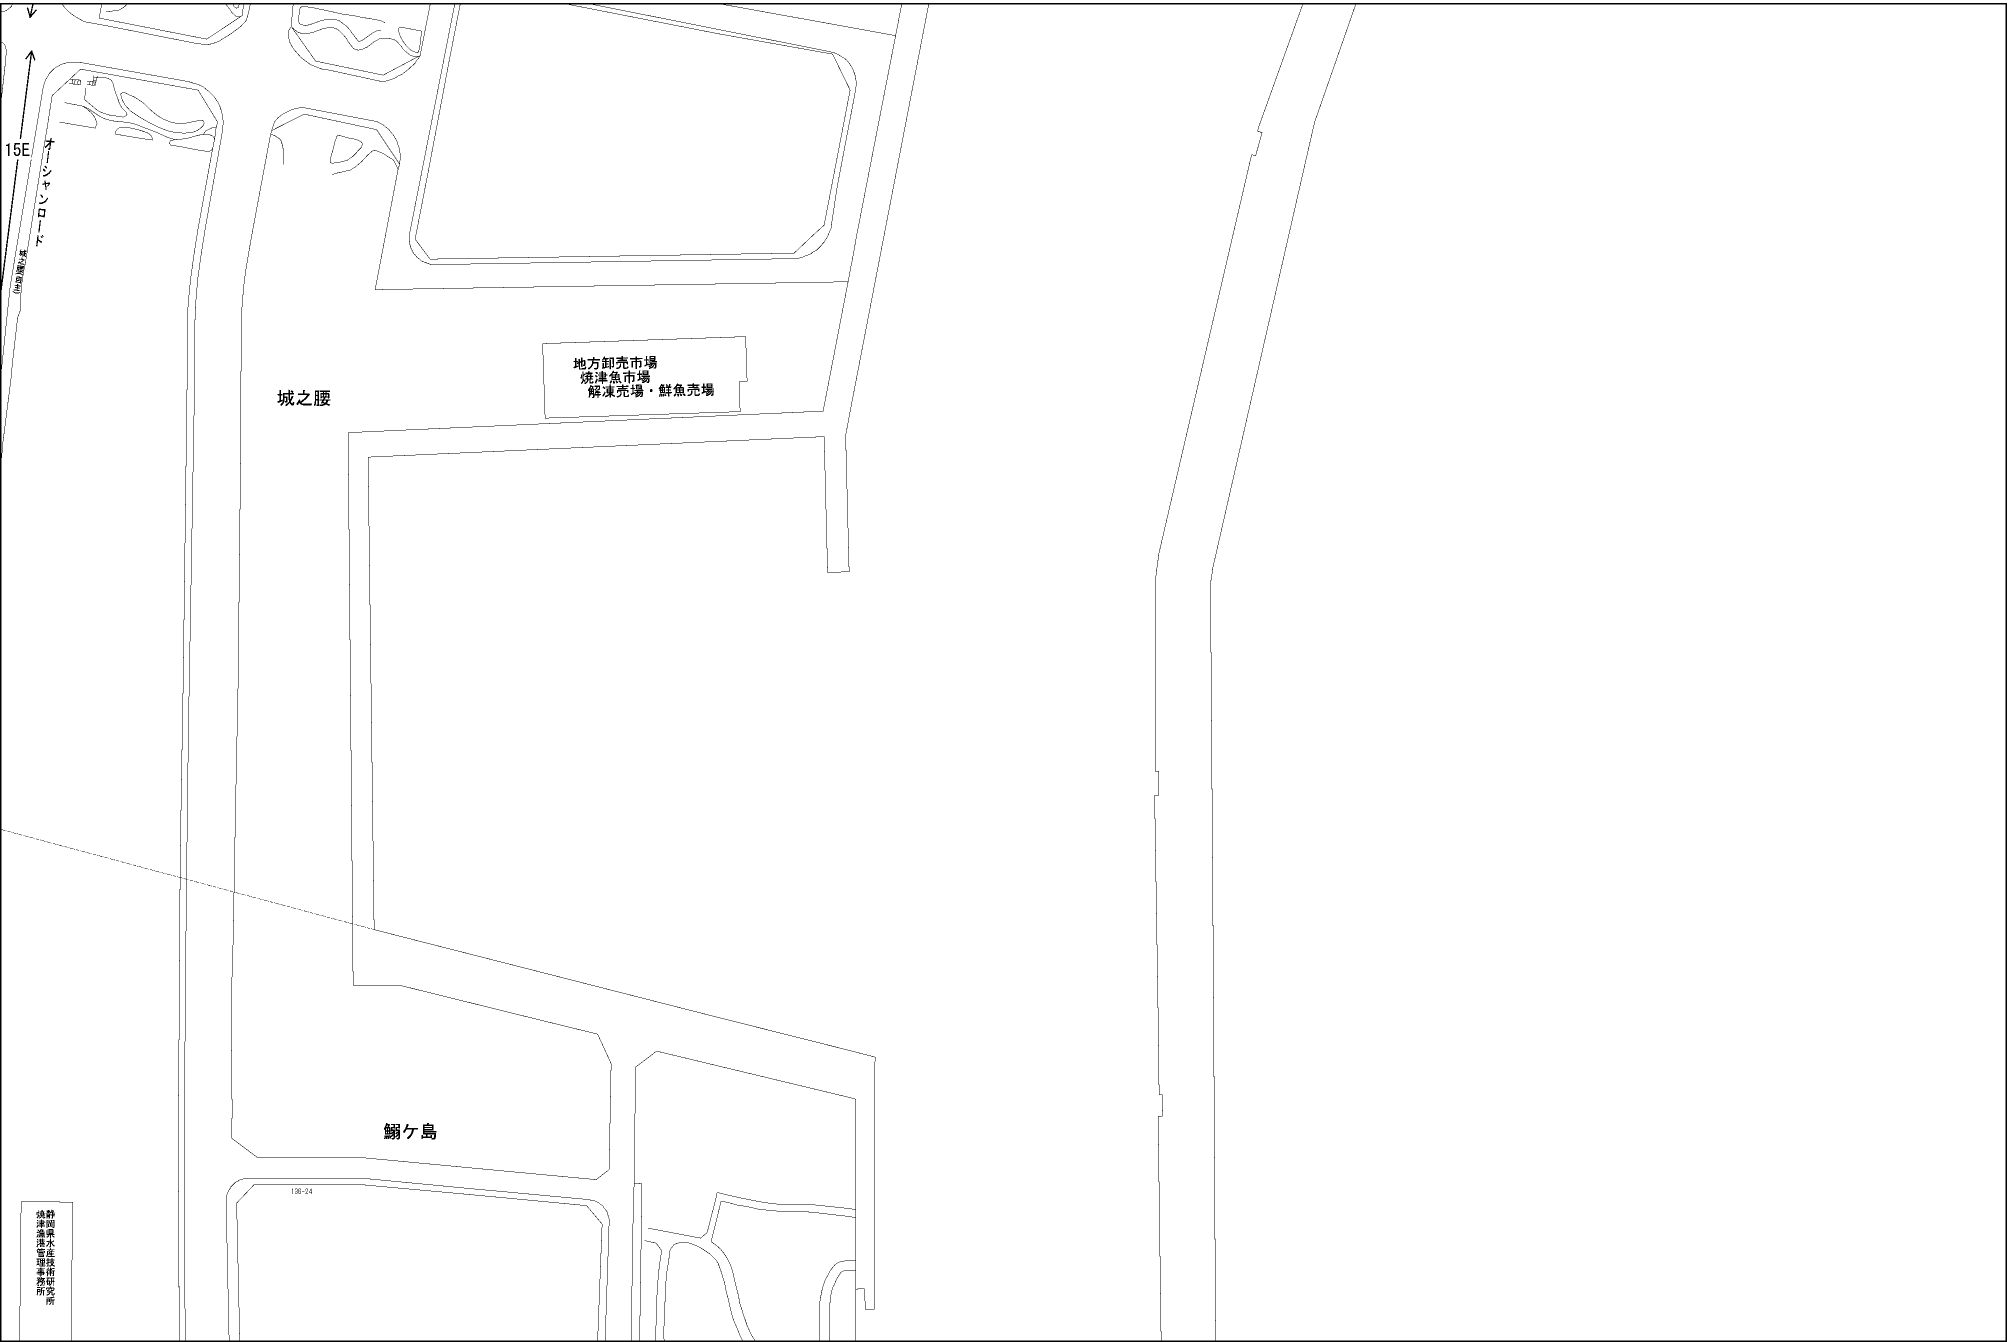 15E
オーシャンロード
城之腰
地方卸売市場
焼津魚市場
解凍売場・鮮魚売場
鰯ケ島
136-24
静岡県水産技術研究所
焼津漁港管理事務所